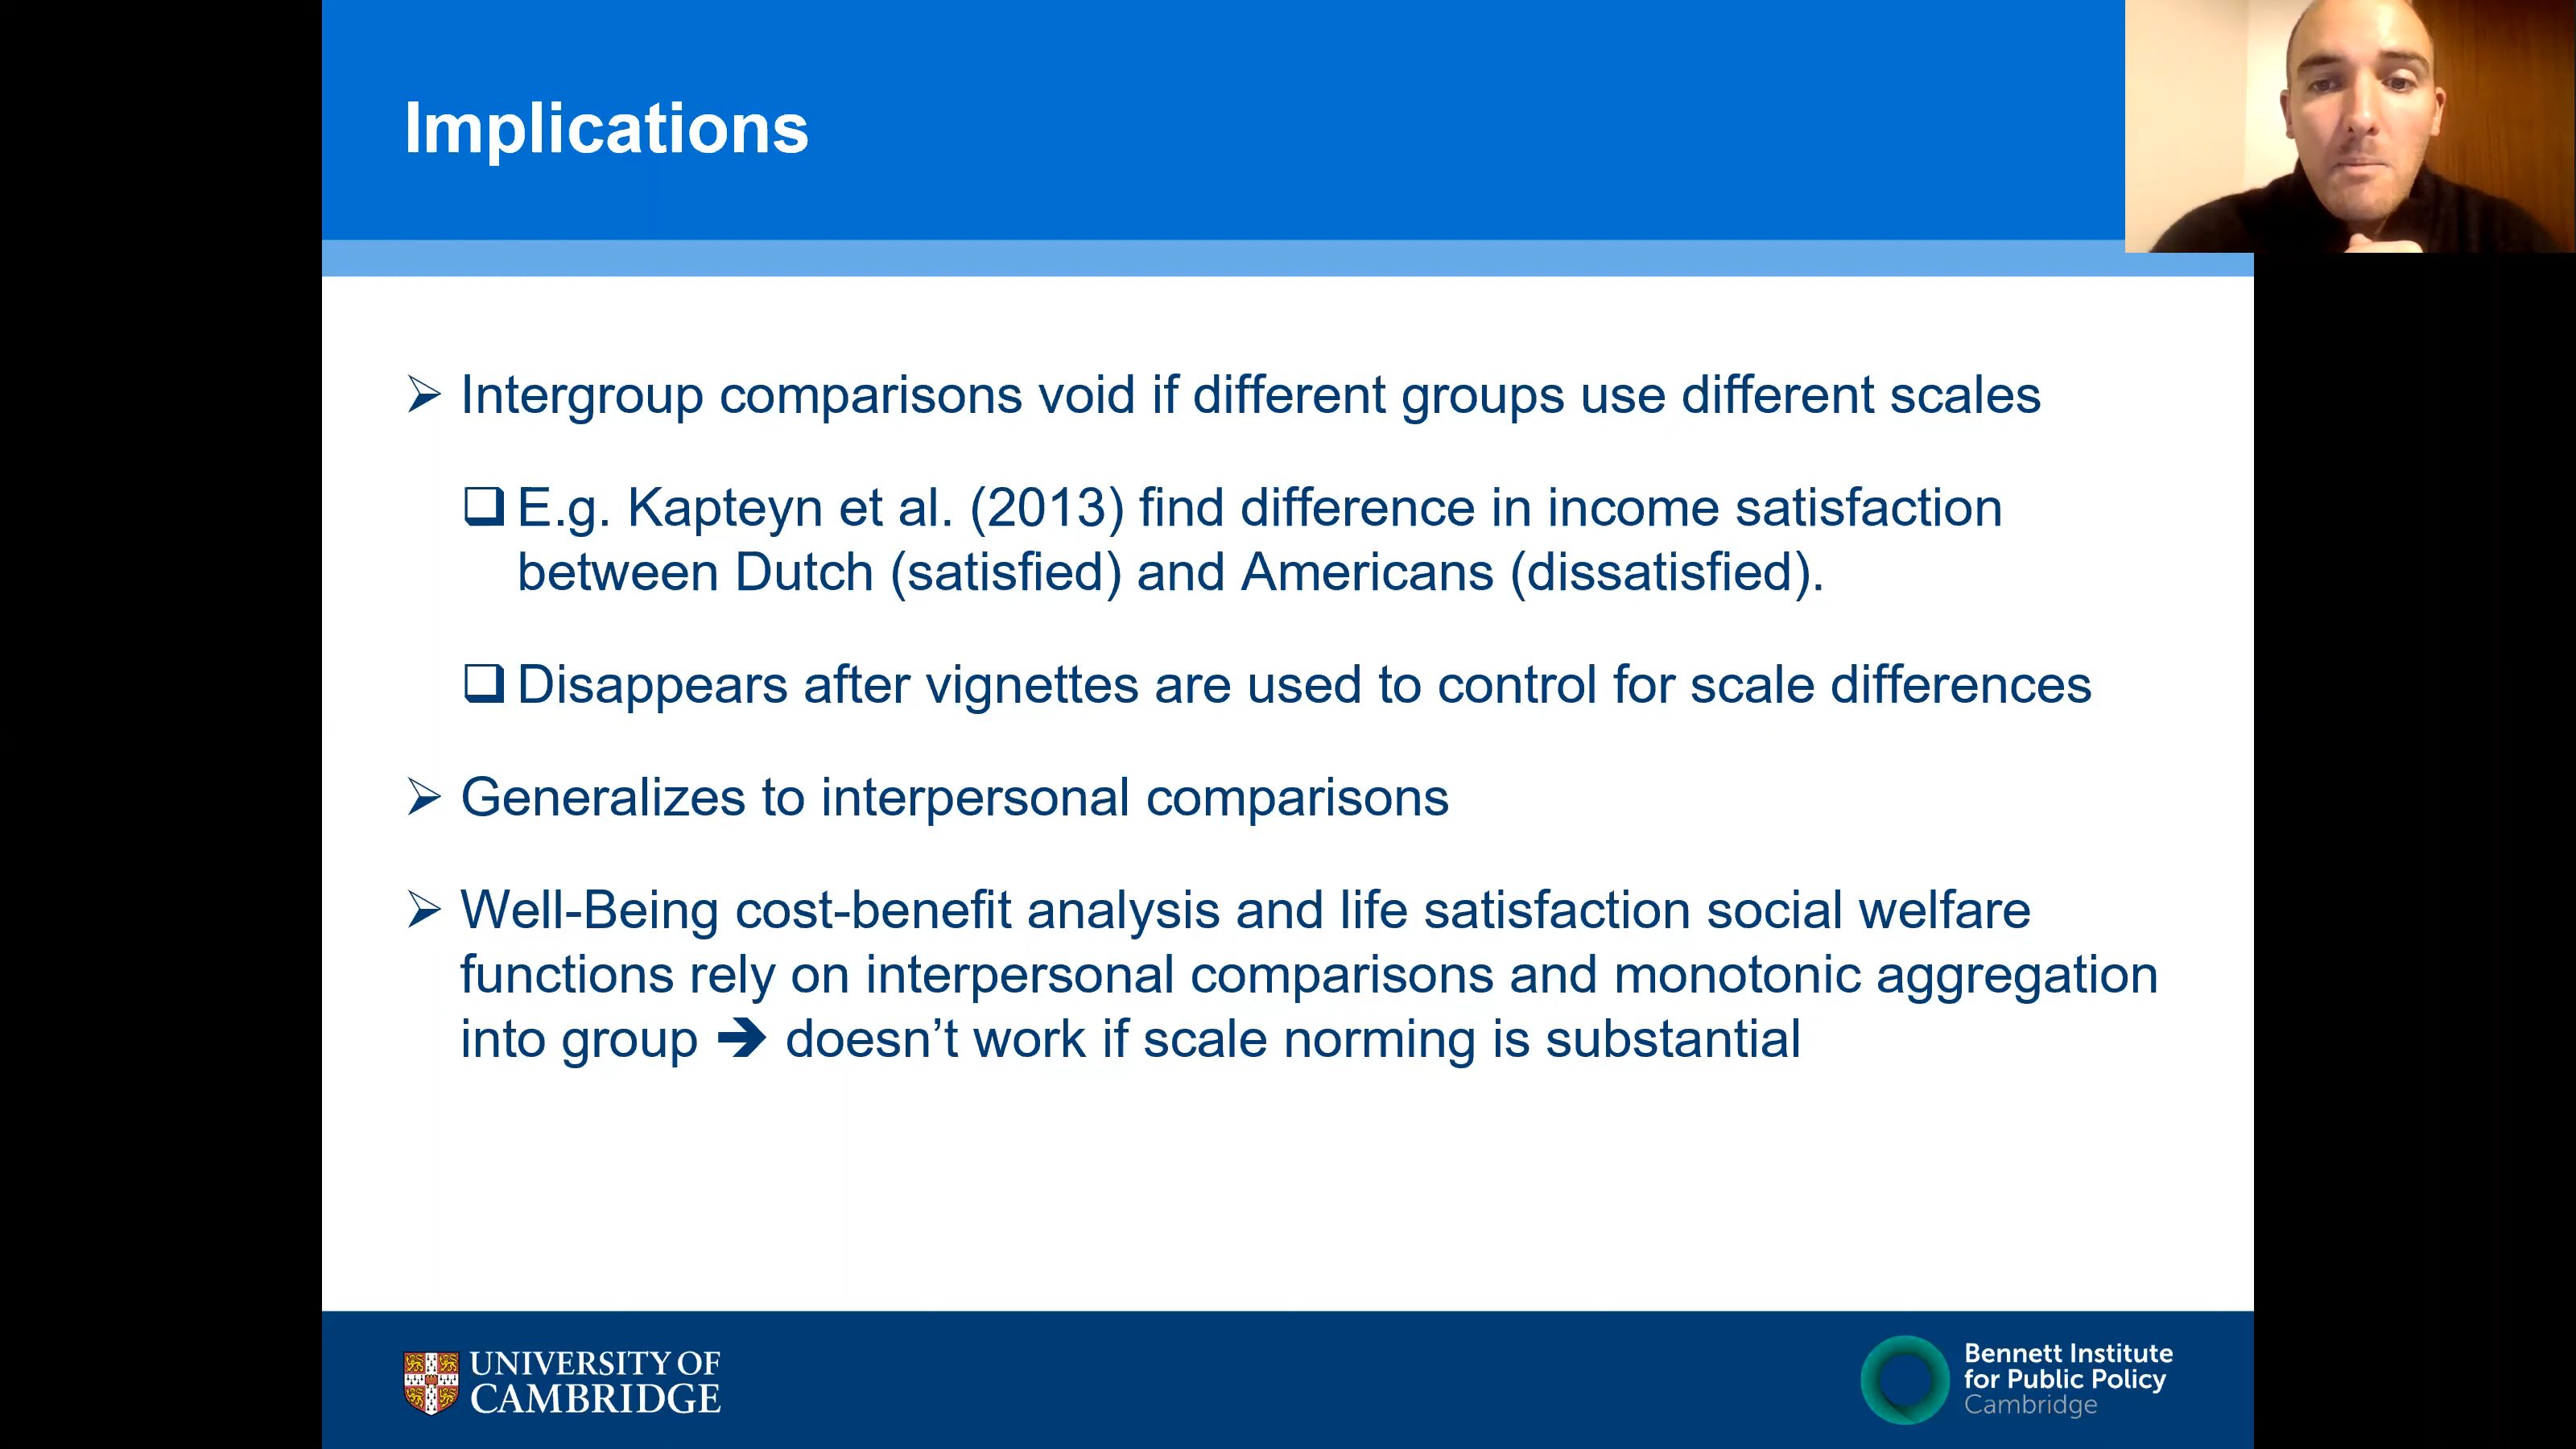 Implications
➢ Intergroup comparisons void if different groups use different scales
❑ E.g. Kapteyn et al. (2013) find difference in income satisfaction
between Dutch (satisfied) and Americans (dissatisfied).
❑ Disappears after vignettes are used to control for scale differences
➢ Generalizes to interpersonal comparisons
➢ Well-Being cost-benefit analysis and life satisfaction social welfare
functions rely on interpersonal comparisons and monotonic aggregation
into group ➔ doesn’t work if scale norming is substantial
UNIVERSITY OF
CAMBRIDGE
Bennett Institute
for Public Policy
Cambridge